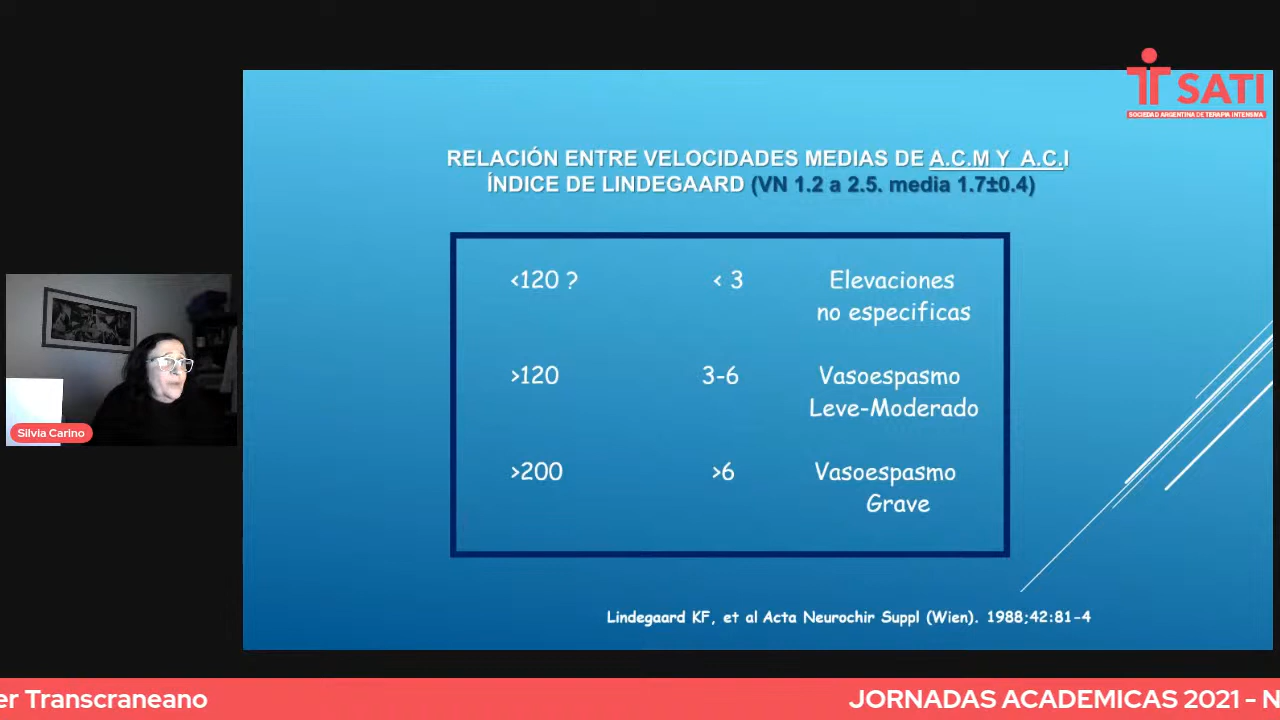 SATI
SOCIEDAD ARGENTINA DE TERAPIA INTENSIVA
RELACIÓN ENTRE VELOCIDADES MEDIAS DE A.C.M Y A.C.I
ÍNDICE DE LINDEGAARD (VN 1.2 a 2.5. media 1.7±0.4)
<120 ? < 3 Elevaciones
no especificas
>120 3-6 Vasoespasmo
Leve-Moderado
>200 >6 Vasoespasmo
Grave
Silvia Carino
Lindegaard KF, et al Acta Neurochir Suppl (Wien). 1988;42:81-4
er Transcraneano JORNADAS ACADEMICAS 2021 - N